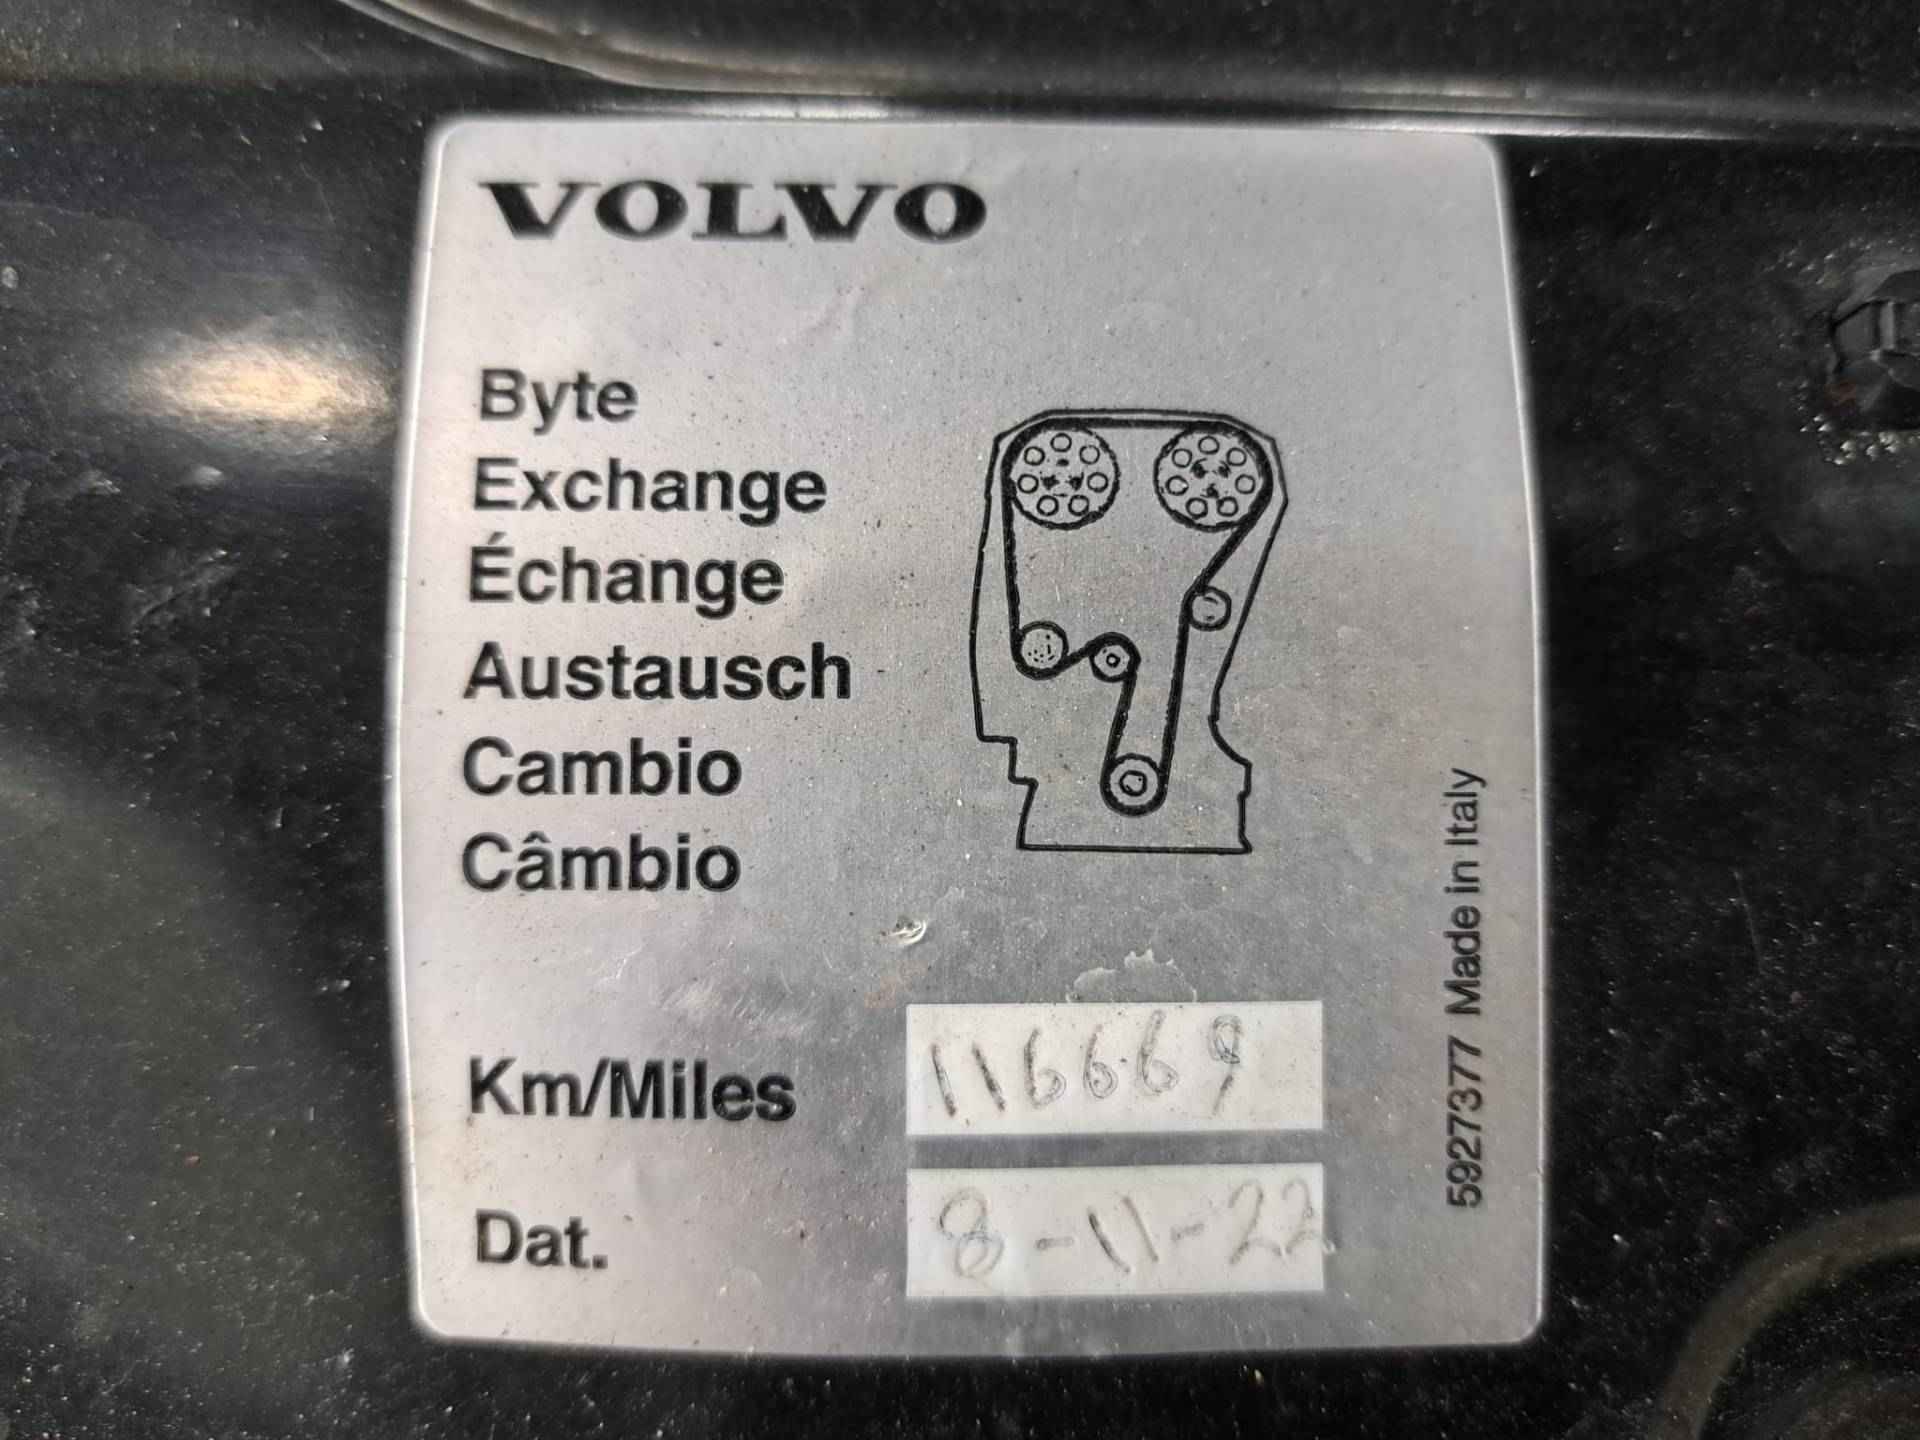 VOLVO
Byte
Exchange
Échange
Austausch
Cambio
Câmbio
Km/Miles 116669
Dat. 8-11-22
5927377 Made in Italy